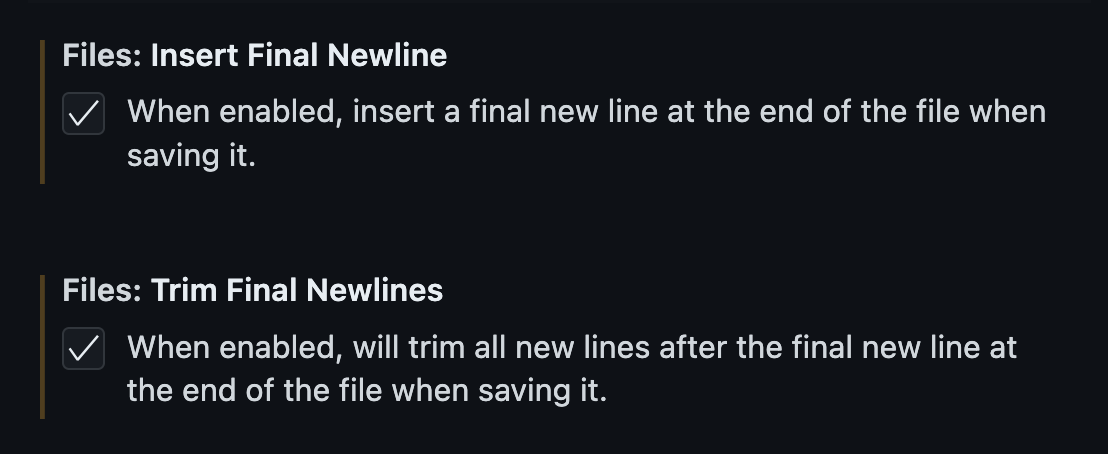 Files: Insert Final Newline
When enabled, insert a final new line at the end of the file when
saving it.
Files: Trim Final Newlines
When enabled, will trim all new lines after the final new line at
the end of the file when saving it.